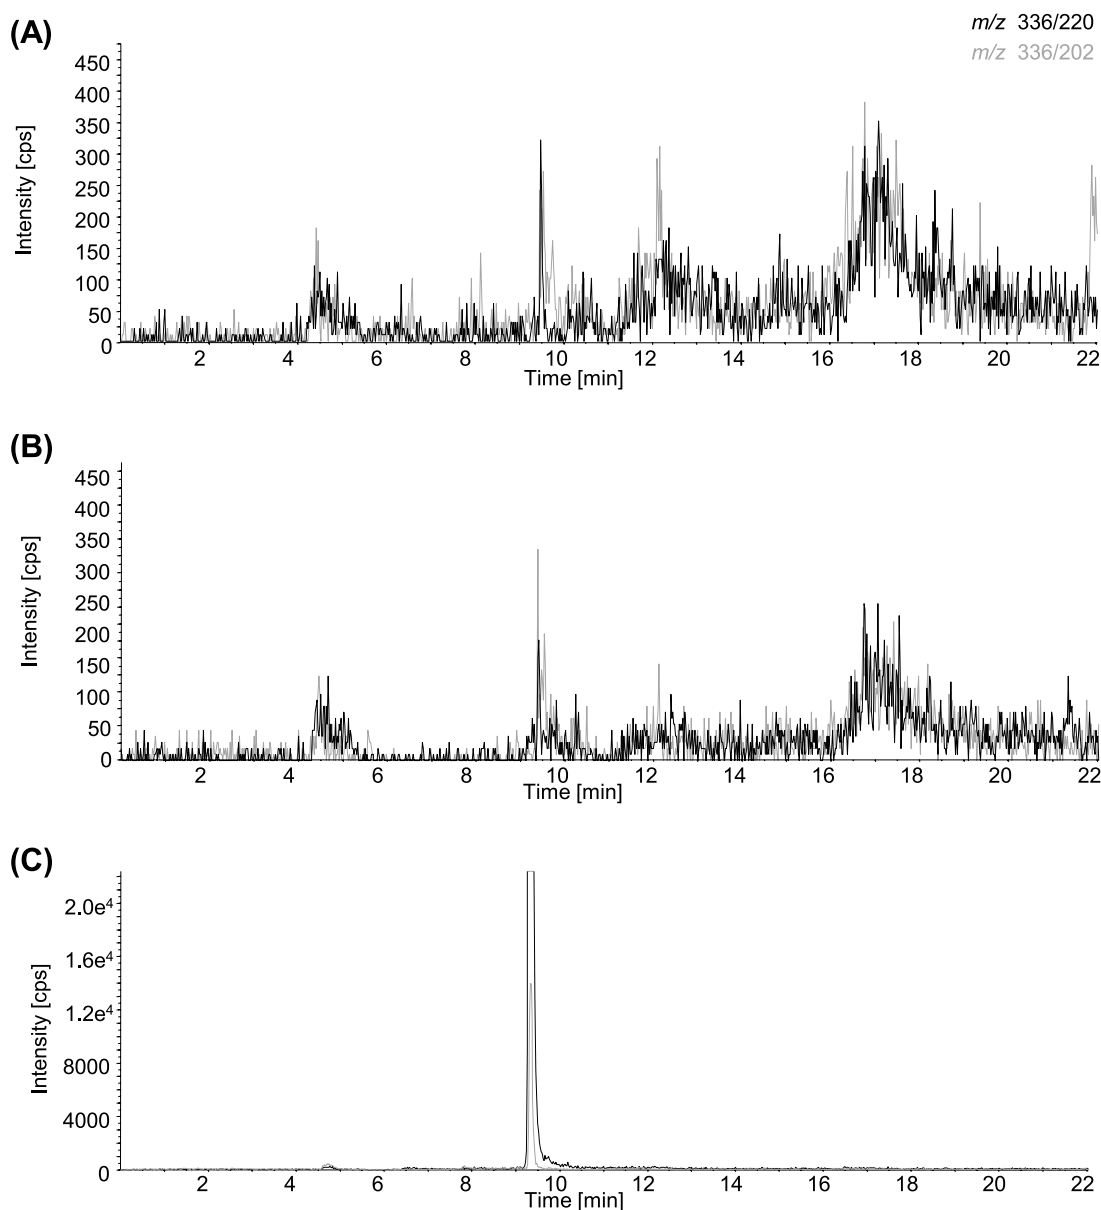 (A)
m/z 336/220
m/z 336/202
Intensity [cps]
450
400
350
300
250
200
150
100
50
0
2 4 6 8 10 12 14 16 18 20 22
Time [min]
(B)
Intensity [cps]
450
400
350
300
250
200
150
100
50
0
2 4 6 8 10 12 14 16 18 20 22
Time [min]
(C)
Intensity [cps]
2.0e⁴
1.6e⁴
1.2e⁴
8000
4000
0
2 4 6 8 10 12 14 16 18 20 22
Time [min]